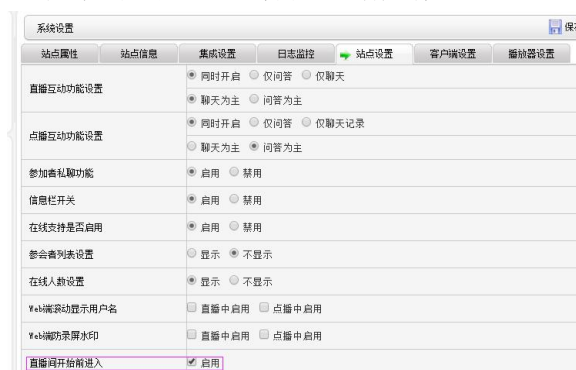 系统设置 保
站点属性 站点信息 集成设置 日志监控 站点设置 客户端设置 播放器设置
直播互动功能设置
同时开启 仅问答 仅聊天
聊天为主 问答为主
点播互动功能设置
同时开启 仅问答 仅聊天记录
聊天为主 问答为主
参加者私聊功能 启用 禁用
信息栏开关 启用 禁用
在线支持是否启用 启用 禁用
参会者列表设置 显示 不显示
在线人数设置 显示 不显示
Web端滚动显示用户名 直播中启用 点播中启用
Web端防录屏水印 直播中启用 点播中启用
直播间开始前进入 启用